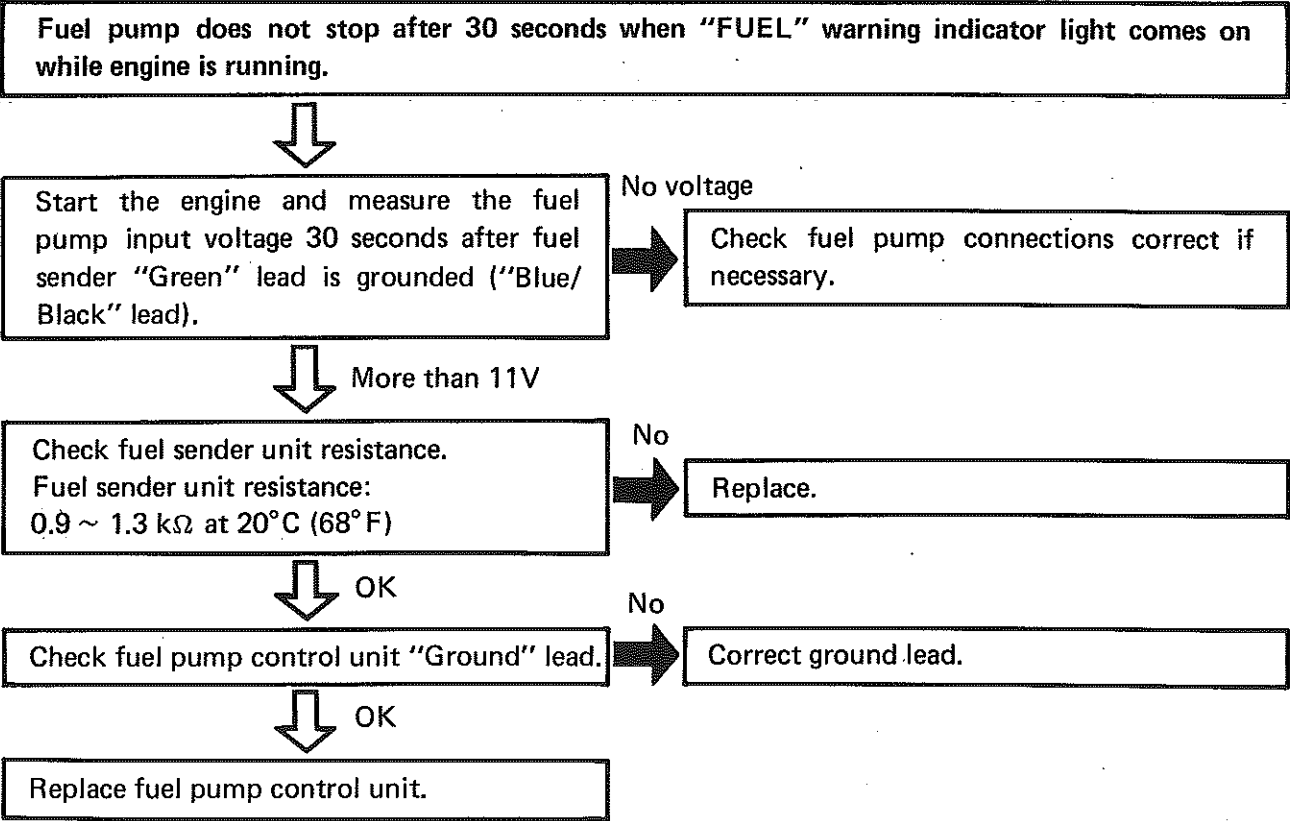 Fuel pump does not stop after 30 seconds when "FUEL" warning indicator light comes on
while engine is running.
Start the engine and measure the fuel
pump input voltage 30 seconds after fuel
sender "Green" lead is grounded ("Blue/
Black" lead).
No voltage
Check fuel pump connections correct if
necessary.
More than 11V
Check fuel sender unit resistance.
Fuel sender unit resistance:
0.9 ~ 1.3 kΩ at 20°C (68°F)
No
Replace.
OK
Check fuel pump control unit "Ground" lead.
No
Correct ground lead.
OK
Replace fuel pump control unit.